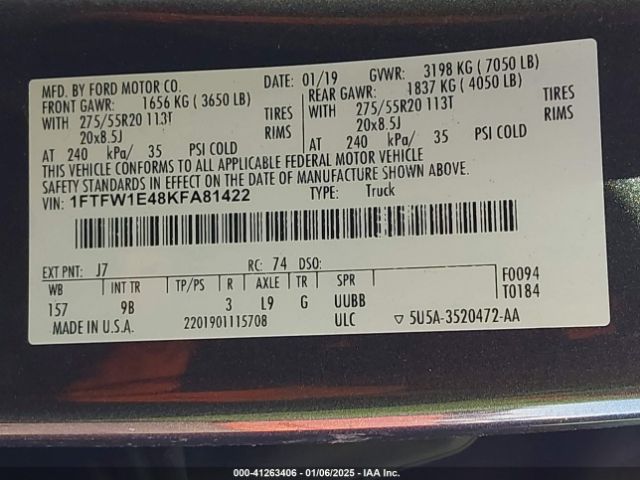 MFD. BY FORD MOTOR CO. DATE: 01/19 GVWR: 3198 KG ( 7050 LB)
FRONT GAWR: 1656 KG ( 3650 LB) REAR GAWR: 1837 KG ( 4050 LB)
WITH 275/55R20 113T TIRES WITH 275/55R20 113T TIRES
20x8.5J RIMS 20x8.5J RIMS
AT 240 kPa/ 35 PSI COLD AT 240 kPa/ 35 PSI COLD
THIS VEHICLE CONFORMS TO ALL APPLICABLE FEDERAL MOTOR VEHICLE
SAFETY STANDARDS IN EFFECT ON THE DATE OF MANUFACTURE SHOWN ABOVE.
VIN: 1FTFW1E48KFA81422 TYPE: Truck
EXT PNT: J7 RC: 74 DSO: F0094
WB INT TR TP/PS R AXLE TR SPR T0184
157 9B 3 L9 G UUBB
MADE IN U.S.A. 2201901115708 ULC ▽ 5U5A-3520472-AA
000-41263406 - 01/06/2025 - IAA Inc.